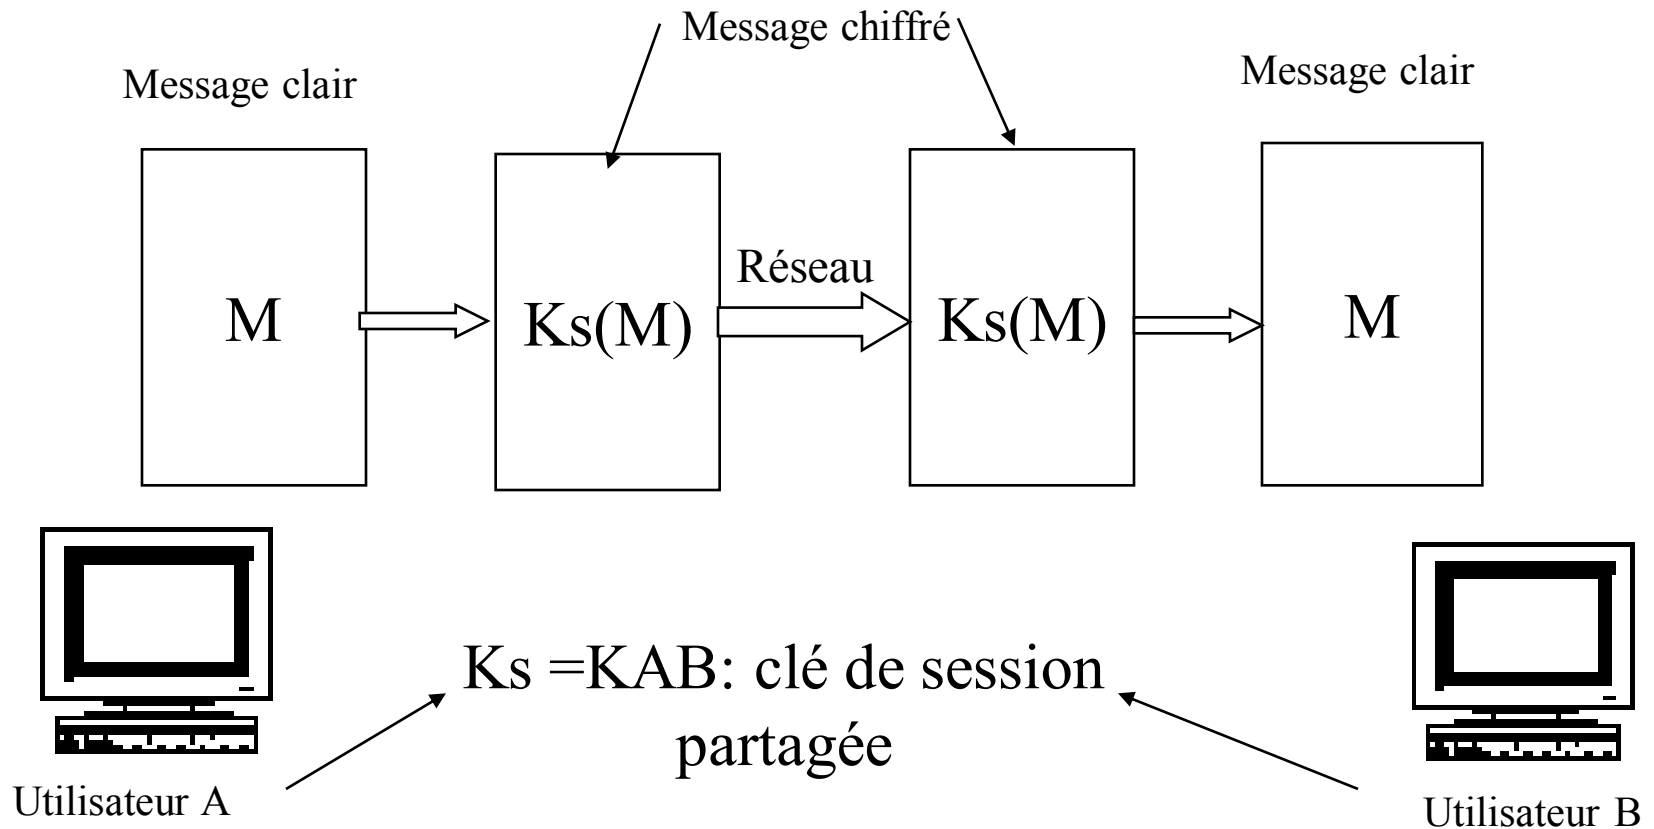 Message chiffré
Message clair
Message clair
Réseau
M
Ks(M)
Ks(M)
M
Ks =KAB: clé de session
partagée
Utilisateur A
Utilisateur B